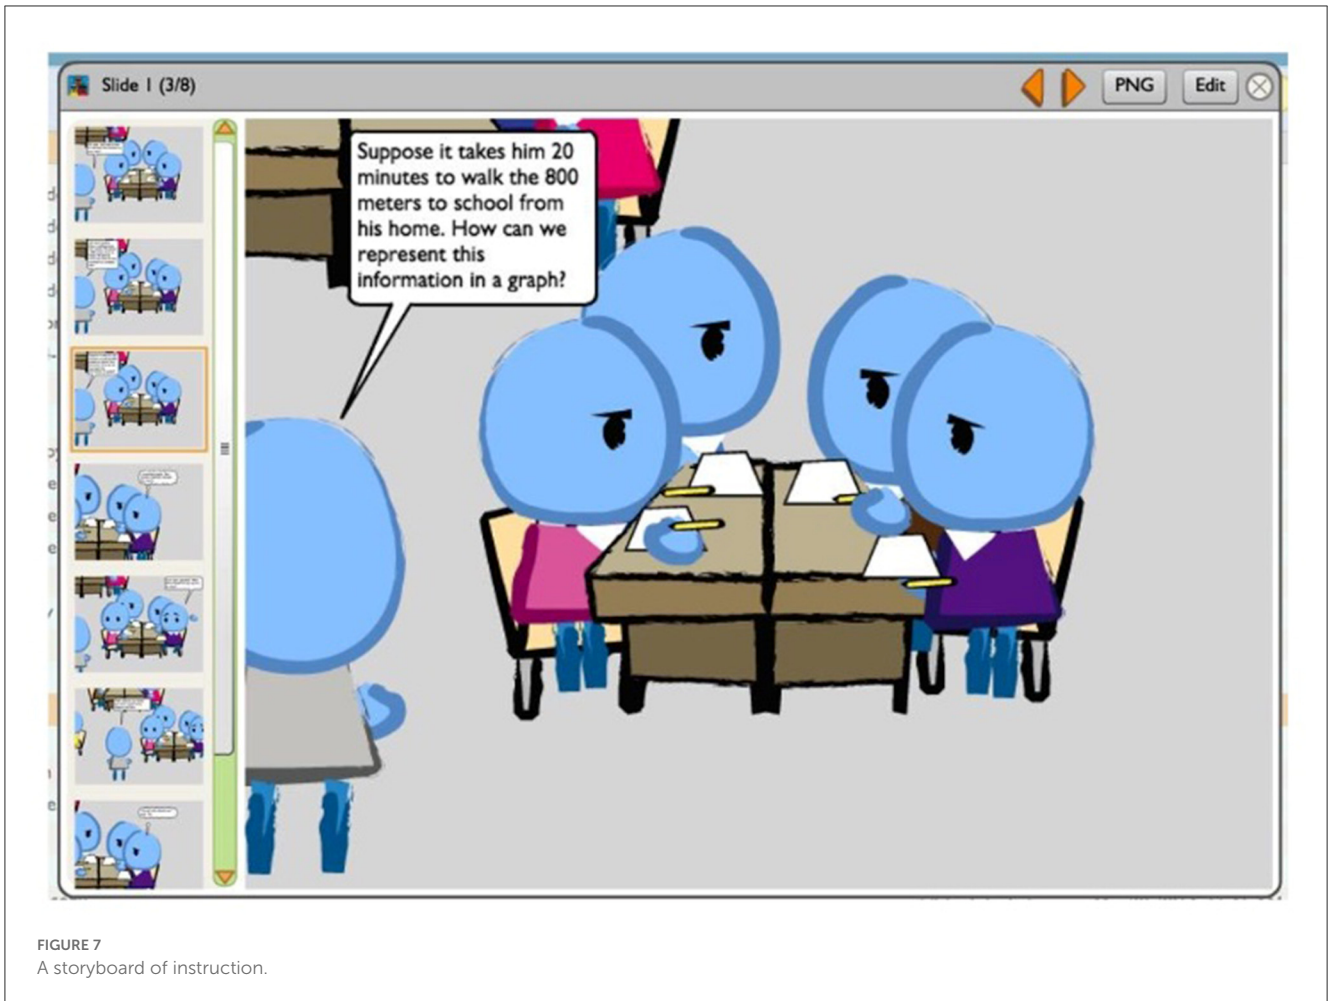 Slide 1 (3/8)
PNG
Edit
Suppose it takes him 20
minutes to walk the 800
meters to school from
his home. How can we
represent this
information in a graph?
FIGURE 7
A storyboard of instruction.